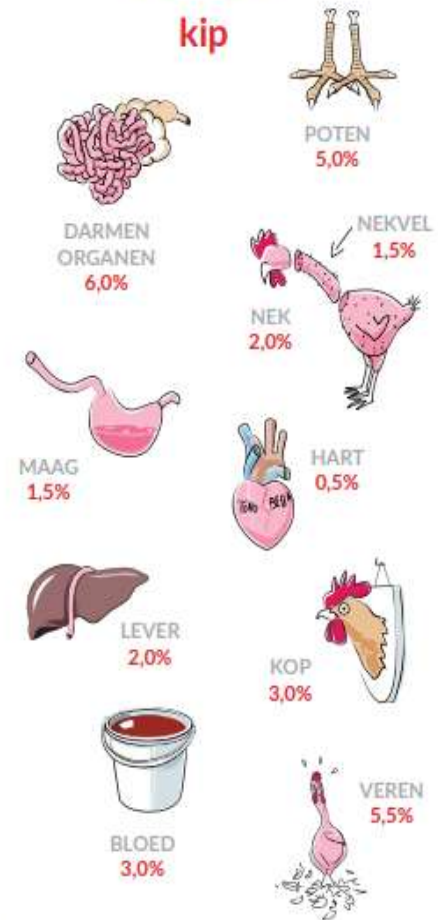 kip
POTEN
5,0%
DARMEN
ORGANEN
6,0%
NEKVEL
1,5%
NEK
2,0%
MAAG
1,5%
HART
0,5%
LEVER
2,0%
KOP
3,0%
BLOED
3,0%
VEREN
5,5%